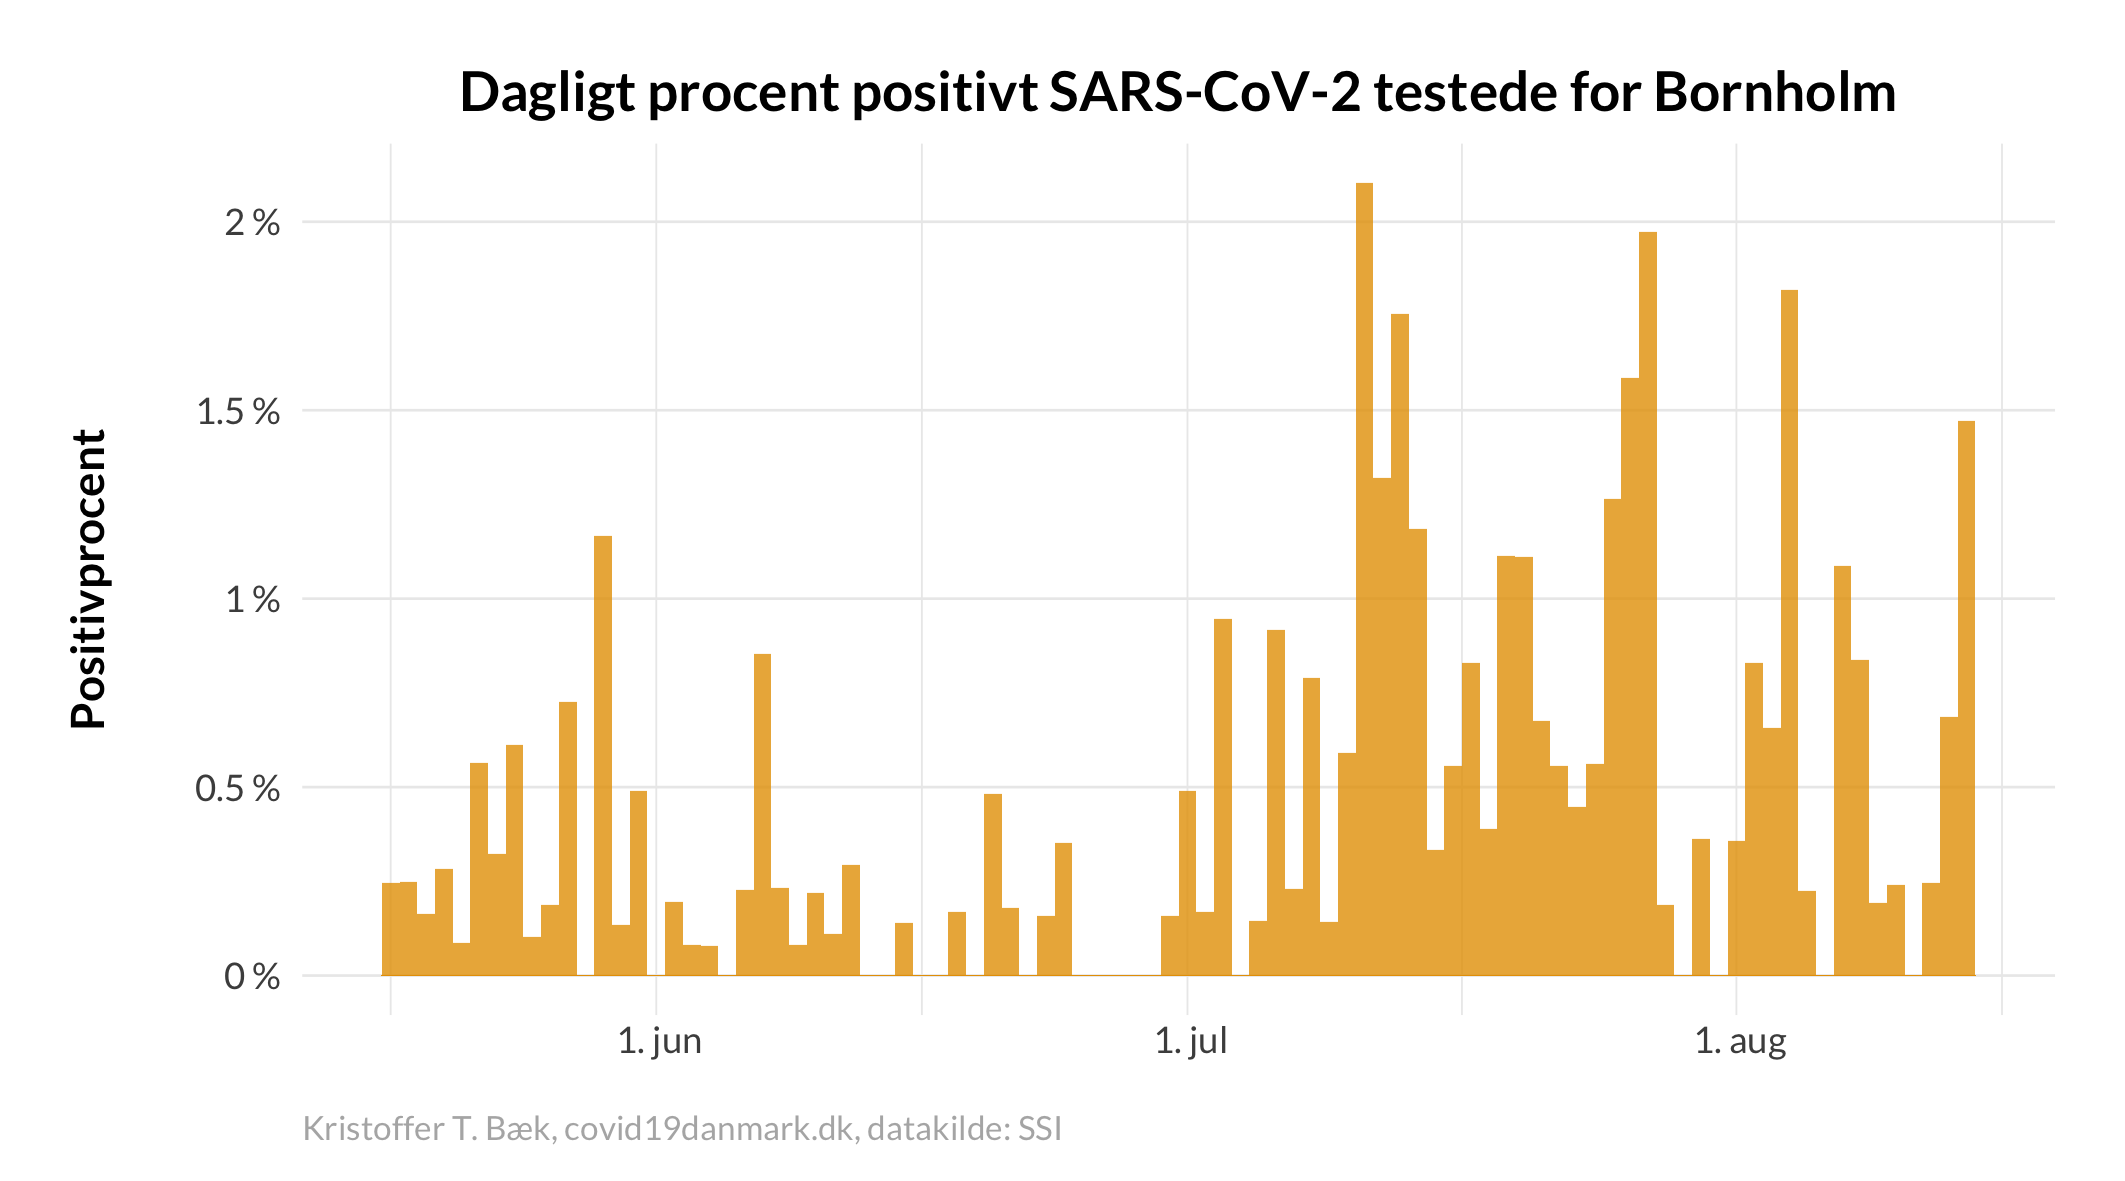 Dagligt procent positivt SARS-CoV-2 testede for Bornholm
Positivprocent
2 %
1.5 %
1 %
0.5 %
0 %
1. jun
1. jul
1. aug
Kristoffer T. Bæk, covid19danmark.dk, datakilde: SSI